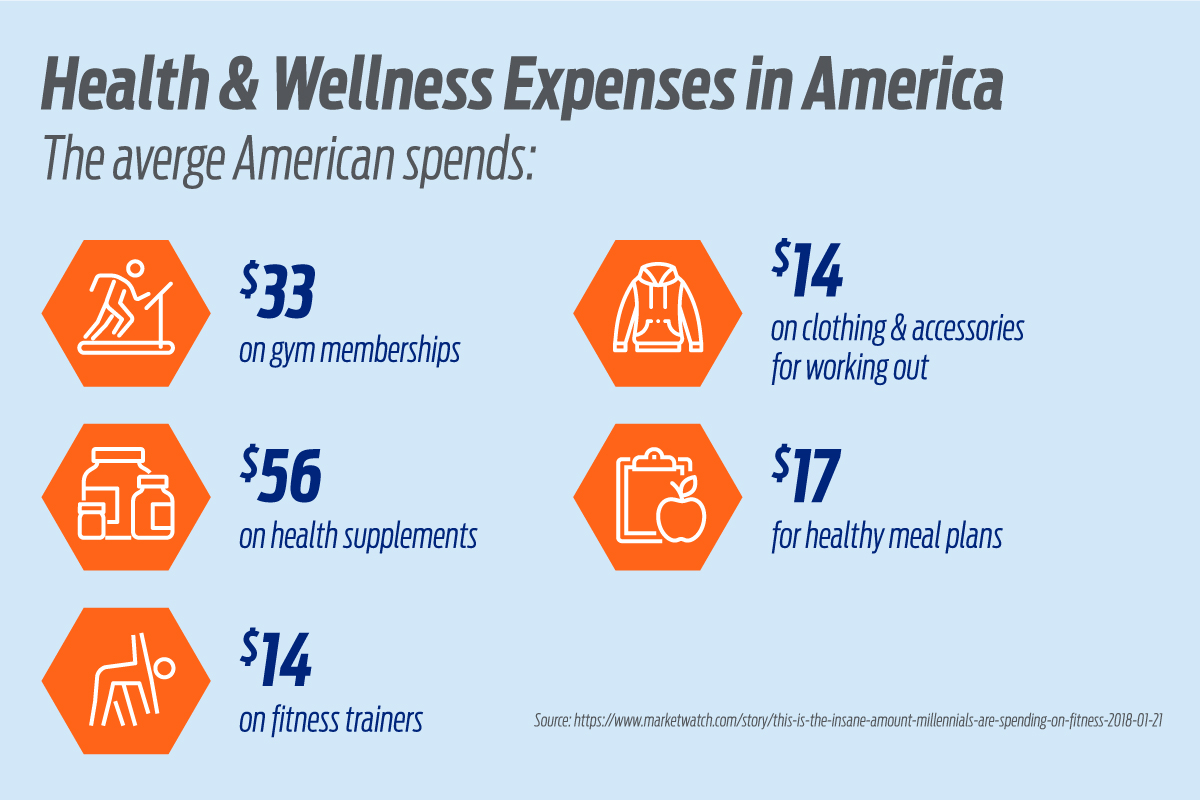 Health & Wellness Expenses in America
The averge American spends:
$33
on gym memberships
$56
on health supplements
$14
on fitness trainers
$14
on clothing & accessories
for working out
$17
for healthy meal plans
Source: https://www.marketwatch.com/story/this-is-the-insane-amount-millennials-are-spending-on-fitness-2018-01-21